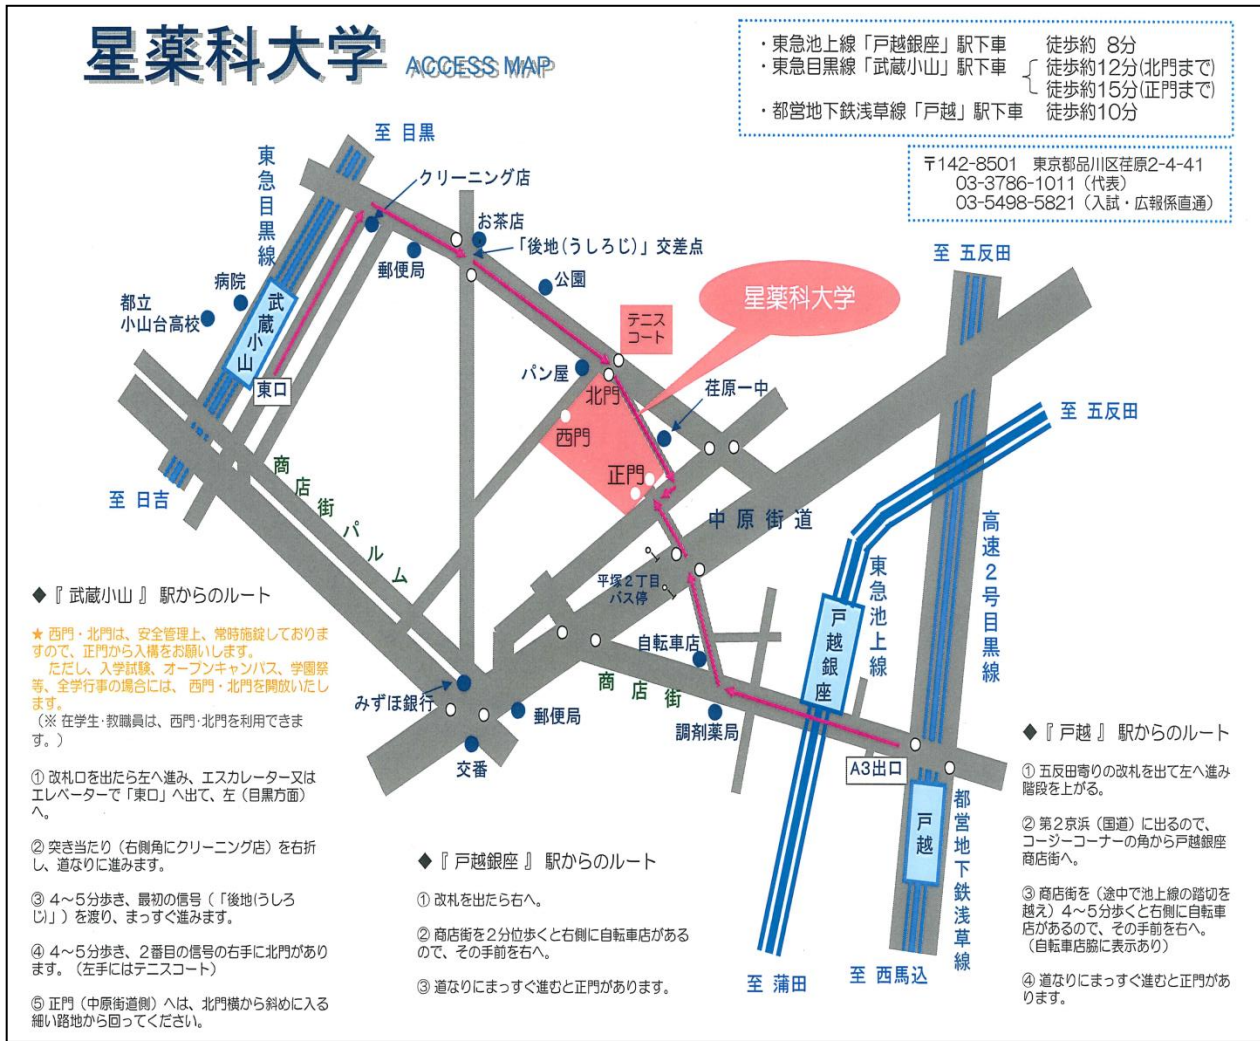 星薬科大学 ACCESS MAP
・東急池上線「戸越銀座」駅下車 徒歩約 8分
・東急目黒線「武蔵小山」駅下車 徒歩約12分(北門まで)
徒歩約15分(正門まで)
・都営地下鉄浅草線「戸越」駅下車 徒歩約10分
〒142-8501 東京都品川区荏原2-4-41
03-3786-1011（代表）
03-5498-5821（入試・広報係直通）
至 目黒
東急目黒線
クリーニング店
お茶店
「後地(うしろじ)」交差点
郵便局
公園
病院
都立
小山台高校
武蔵小山
東口
テニス
コート
星薬科大学
至 五反田
パン屋
北門
荏原一中
西門
正門
至 五反田
至 日吉
商店街パルム
中原街道
高速2号目黒線
平塚2丁目
バス停
東急池上線
戸越銀座
自転車店
商店街
みずほ銀行
郵便局
交番
調剤薬局
A3出口
戸越
都営地下鉄浅草線
至 蒲田
至 西馬込
◆『 武蔵小山 』 駅からのルート
★ 西門・北門は、安全管理上、常時施錠しておりま
すので、正門から入構をお願いします。
ただし、入学試験、オープンキャンパス、学園祭
等、全学行事の場合には、 西門・北門を開放いたし
ます。
（※ 在学生・教職員は、西門・北門を利用できま
す。）
① 改札口を出たら左へ進み、エスカレーター又は
エレベーターで「東口」へ出て、左（目黒方面）
へ。
② 突き当たり（右側角にクリーニング店）を右折
し、道なりに進みます。
③ 4～5分歩き、最初の信号（「後地(うしろ
じ)」）を渡り、まっすぐ進みます。
④ 4～5分歩き、2番目の信号の右手に北門があり
ます。（左手にはテニスコート）
⑤ 正門（中原街道側）へは、北門横から斜めに入る
細い路地から回ってください。
◆『 戸越銀座 』 駅からのルート
① 改札を出たら右へ。
② 商店街を2分位歩くと右側に自転車店がある
ので、その手前を右へ。
③ 道なりにまっすぐ進むと正門があります。
◆『 戸越 』 駅からのルート
① 五反田寄りの改札を出て左へ進み
階段を上がる。
② 第2京浜（国道）に出るので、
コージーコーナーの角から戸越銀座
商店街へ。
③ 商店街を（途中で池上線の踏切を
越え）4～5分歩くと右側に自転車
店があるので、その手前を右へ。
（自転車店脇に表示あり）
④ 道なりにまっすぐ進むと正門があ
ります。